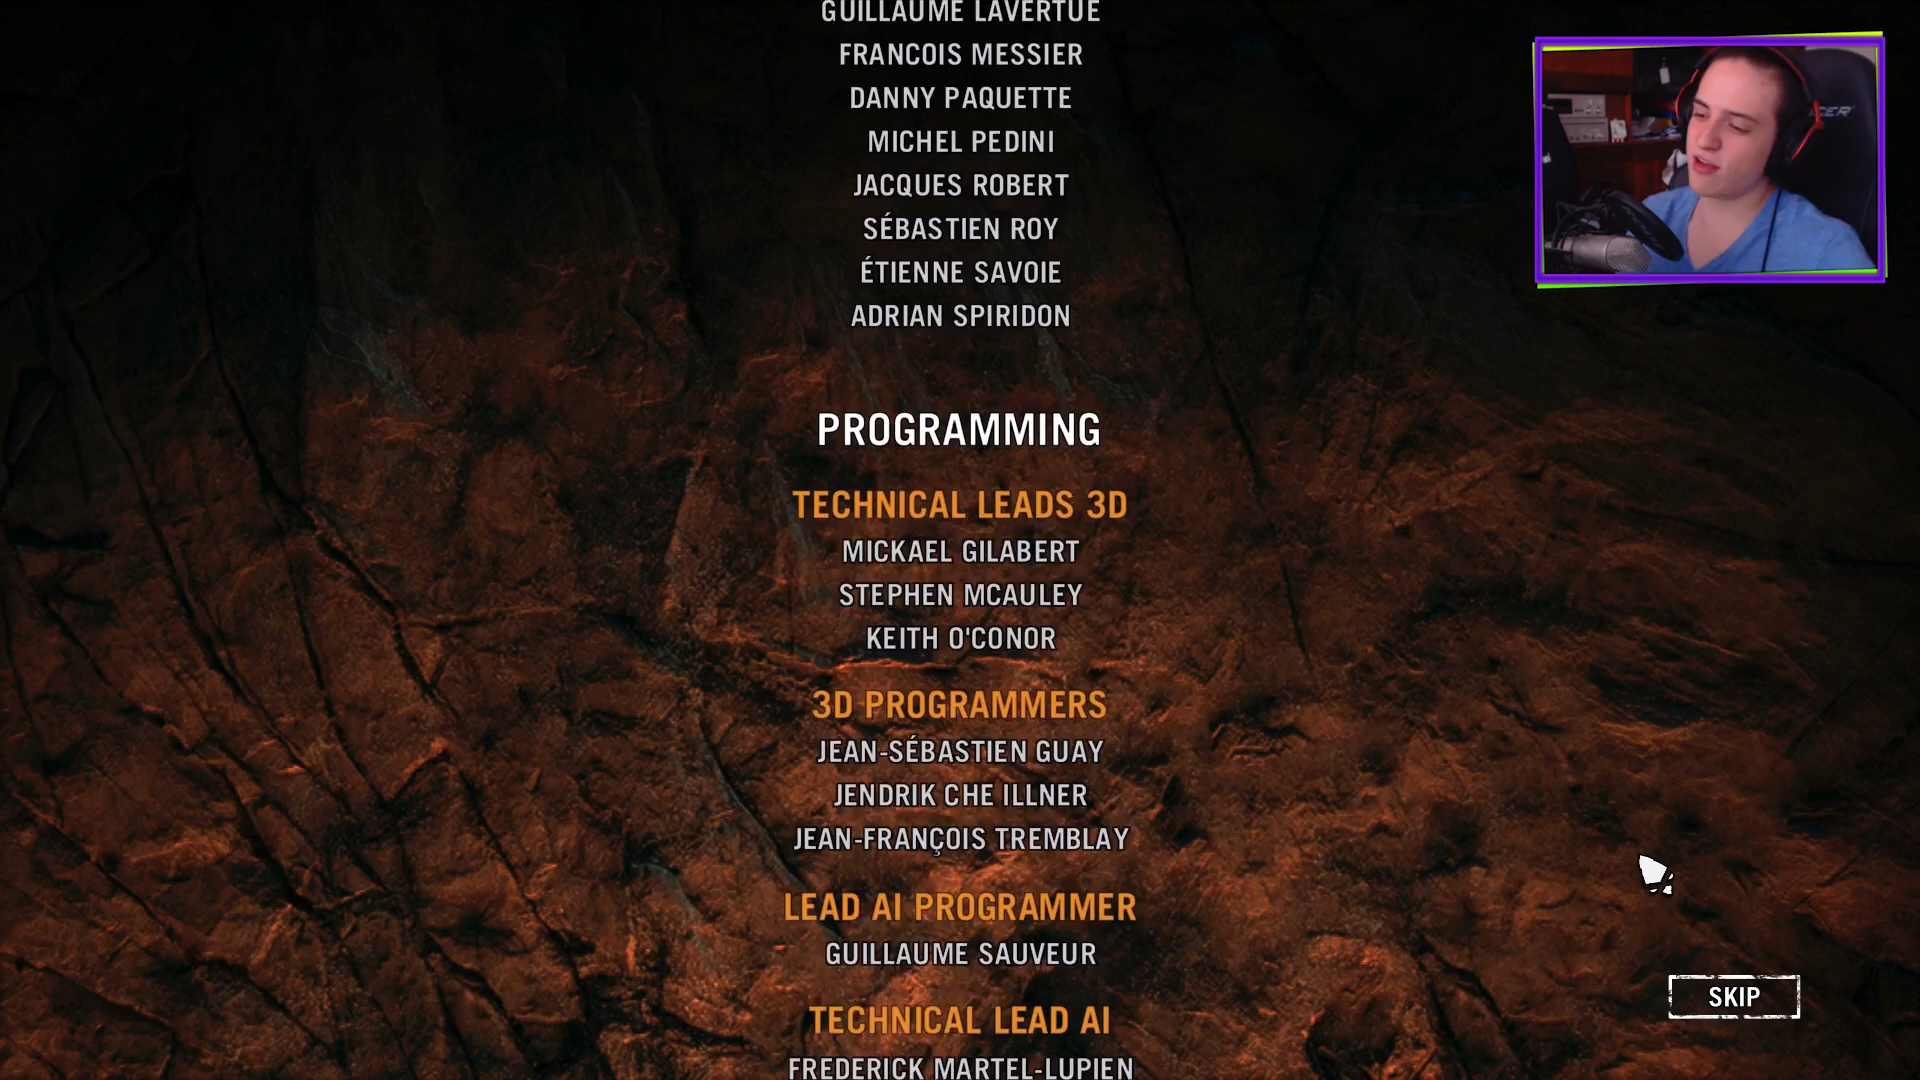 GUILLAUME LAVERTUE
FRANCOIS MESSIER
DANNY PAQUETTE
MICHEL PEDINI
JACQUES ROBERT
SÉBASTIEN ROY
ÉTIENNE SAVOIE
ADRIAN SPIRIDON
PROGRAMMING
TECHNICAL LEADS 3D
MICKAEL GILABERT
STEPHEN MCAULEY
KEITH O'CONOR
3D PROGRAMMERS
JEAN-SÉBASTIEN GUAY
JENDRIK CHE ILLNER
JEAN-FRANÇOIS TREMBLAY
LEAD AI PROGRAMMER
GUILLAUME SAUVEUR
TECHNICAL LEAD AI
FREDERICK MARTEL-LUPIEN
SKIP